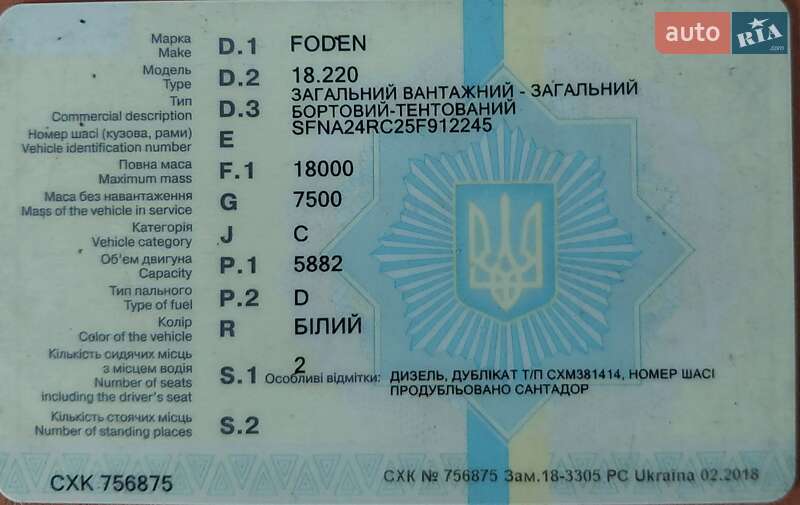 auto RIA.com
Марка
Make D.1 FODEN
Модель
Type D.2 18.220
ЗАГАЛЬНИЙ ВАНТАЖНИЙ - ЗАГАЛЬНИЙ
Тип
Commercial description D.3 БОРТОВИЙ-ТЕНТОВАНИЙ
Номер шасі (кузова, рами)
Vehicle identification number E SFNA24RC25F912245
Повна маса
Maximum mass F.1 18000
Маса без навантаження
Mass of the vehicle in service G 7500
Категорія
Vehicle category J C
Об'єм двигуна
Capacity P.1 5882
Тип пального
Type of fuel P.2 D
Колір
Color of the vehicle R БІЛИЙ
Кількість сидячих місць
з місцем водія
Number of seats
including the driver's seat S.1 2
Особливі відмітки: ДИЗЕЛЬ, ДУБЛІКАТ Т/П СХМ381414, НОМЕР ШАСІ
ПРОДУБЛЬОВАНО САНТАДОР
Кількість стоячих місць
Number of standing places S.2
СХК 756875
СХК № 756875 Зам.18-3305 РС Ukraina 02.2018